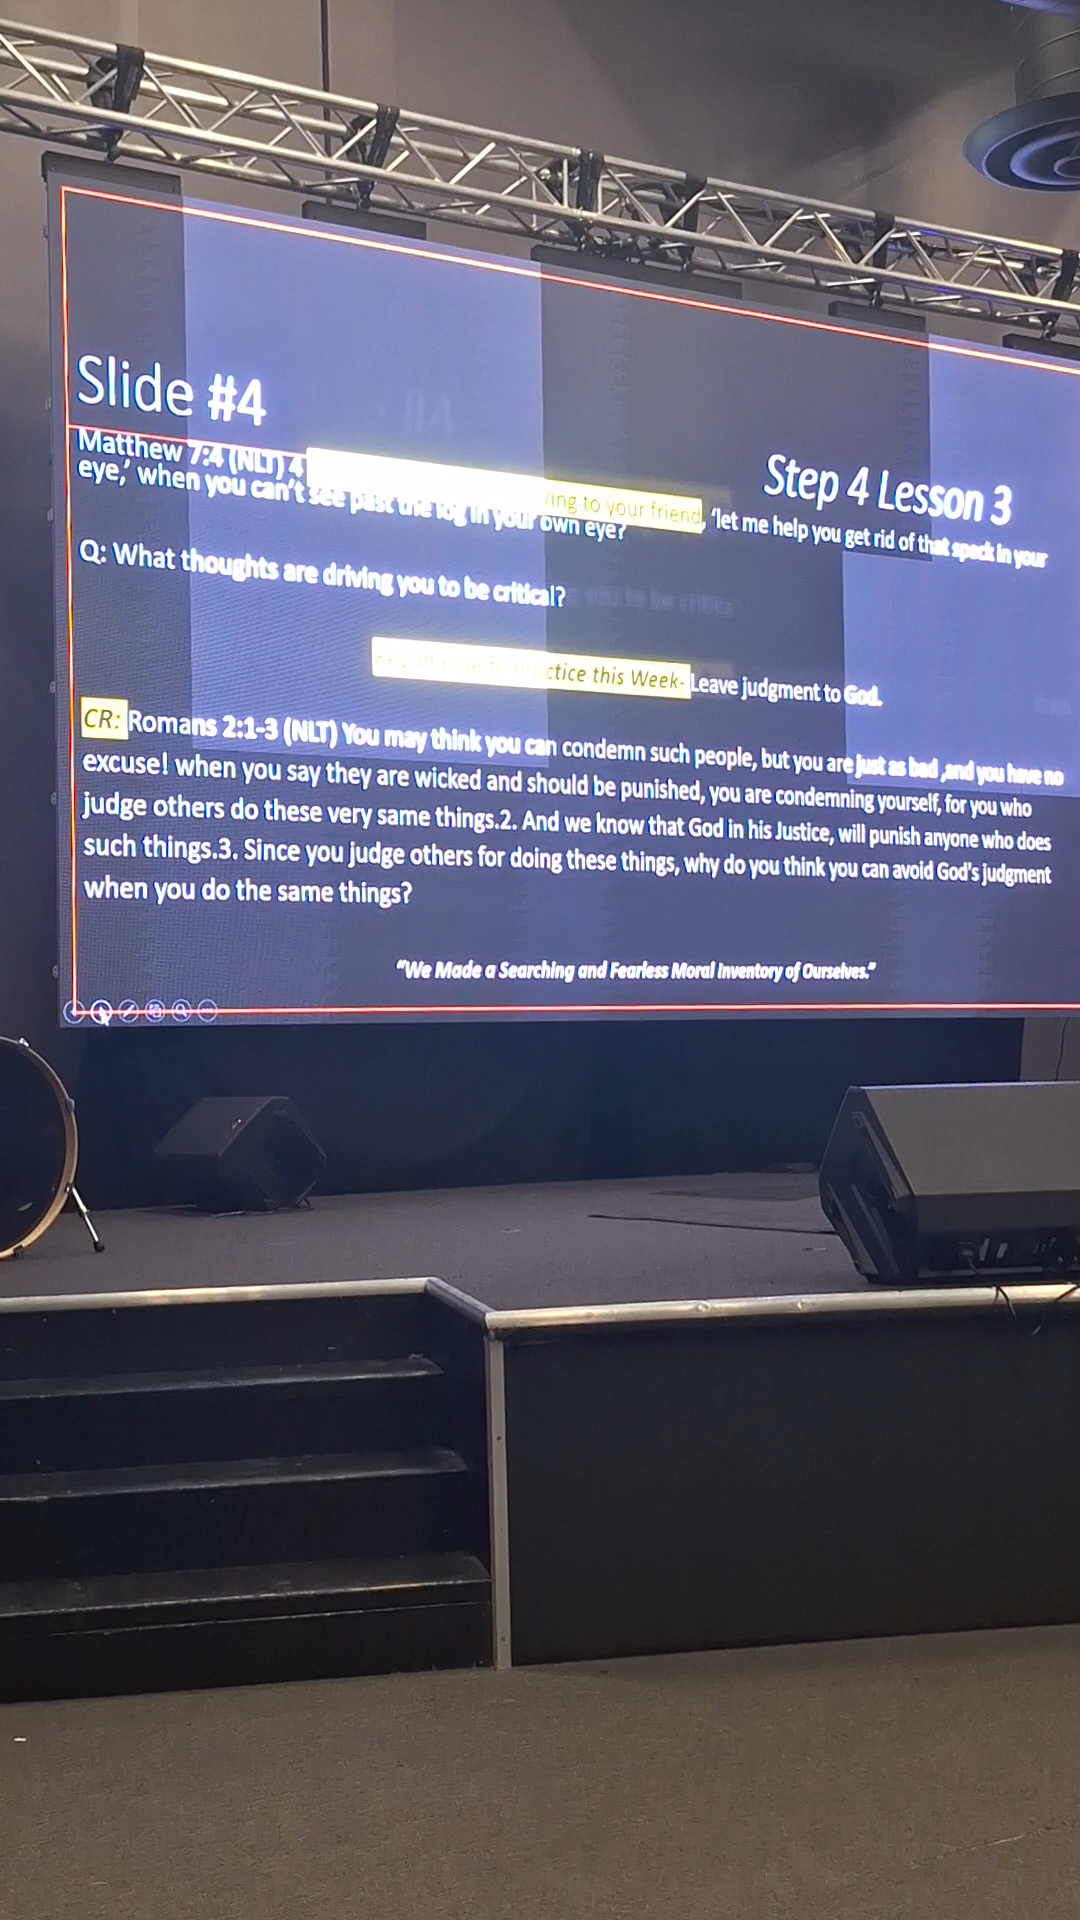 Slide #4
Step 4 Lesson 3
Matthew 7:4 (NLT) 4 to your friend, ‘let me help you get rid of that speck in your
eye,’ when you can’t see past the log in your own eye?
Q: What thoughts are driving you to be critical?
this Week- Leave judgment to God.
CR: Romans 2:1-3 (NLT) You may think you can condemn such people, but you are just as bad ,and you have no
excuse! when you say they are wicked and should be punished, you are condemning yourself, for you who
judge others do these very same things.2. And we know that God in his Justice, will punish anyone who does
such things.3. Since you judge others for doing these things, why do you think you can avoid God’s judgment
when you do the same things?
“We Made a Searching and Fearless Moral Inventory of Ourselves.”